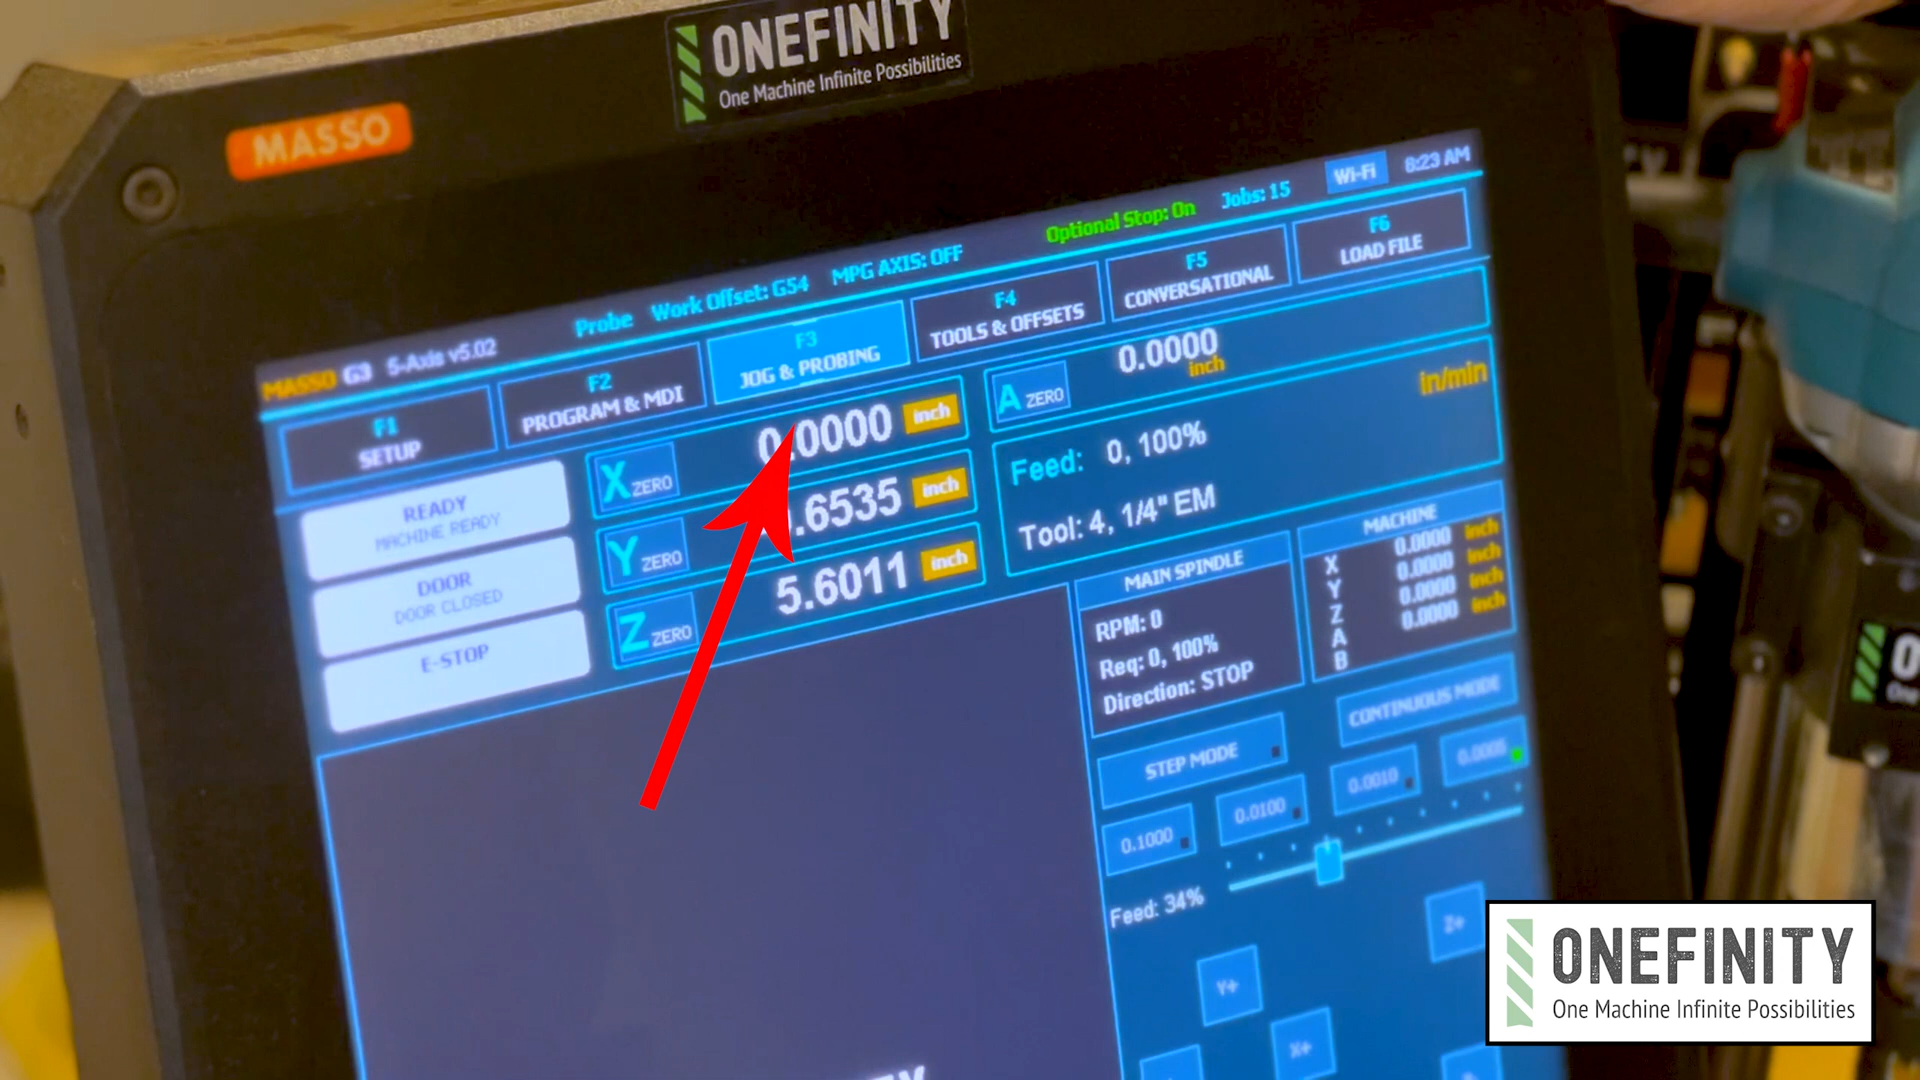 ONEFINITY
One Machine Infinite Possibilities
MASSO
MASSO G3 5-Axis v5.02 Probe Work Offset: G54 MPG AXIS: OFF Optional Stop: On Jobs: 15 Wi-Fi 8:23 AM
F1
SETUP
F2
PROGRAM & MDI
F3
JOG & PROBING
F4
TOOLS & OFFSETS
F5
CONVERSATIONAL
F6
LOAD FILE
READY
MACHINE READY
DOOR
DOOR CLOSED
E-STOP
X ZERO 0.0000 inch
Y ZERO .6535 inch
Z ZERO 5.6011 inch
A ZERO 0.0000 inch
in/min
Feed: 0, 100%
Tool: 4, 1/4" EM
MAIN SPINDLE
RPM: 0
Req: 0, 100%
Direction: STOP
MACHINE
X 0.0000 inch
Y 0.0000 inch
Z 0.0000 inch
A 0.0000 inch
B
STEP MODE
CONTINUOUS MODE
0.1000 0.0100 0.0010 0.0005
Feed: 34%
Y+
X+
Z+
ONEFINITY
One Machine Infinite Possibilities